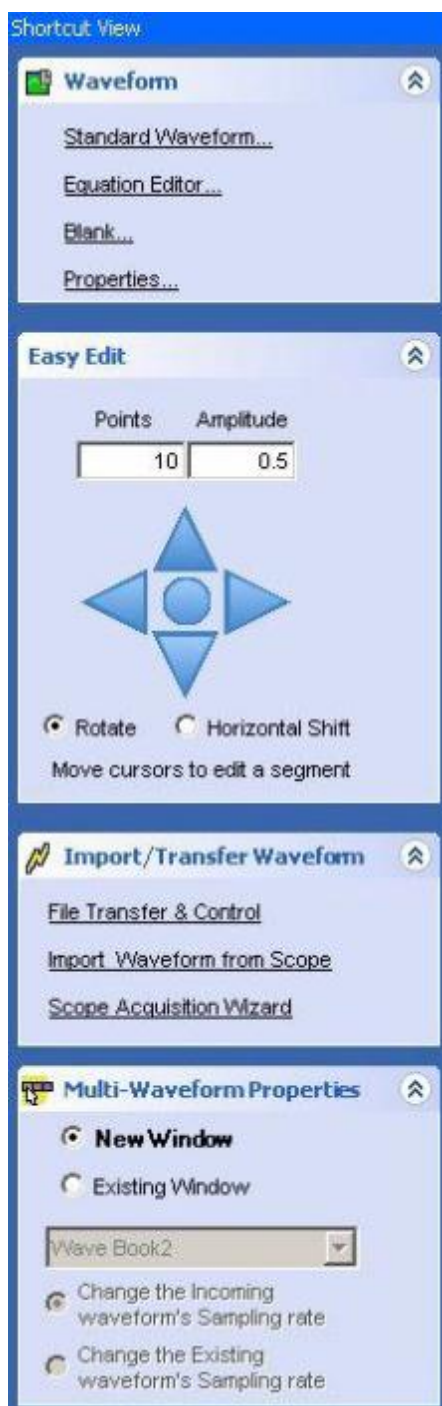 Shortcut View
Waveform
Standard Waveform...
Equation Editor...
Blank...
Properties...
Easy Edit
Points Amplitude
10 0.5
Rotate Horizontal Shift
Move cursors to edit a segment
Import/Transfer Waveform
File Transfer & Control
Import Waveform from Scope
Scope Acquisition Wizard
Multi-Waveform Properties
New Window
Existing Window
Wave Book2
Change the Incoming
waveform's Sampling rate
Change the Existing
waveform's Sampling rate